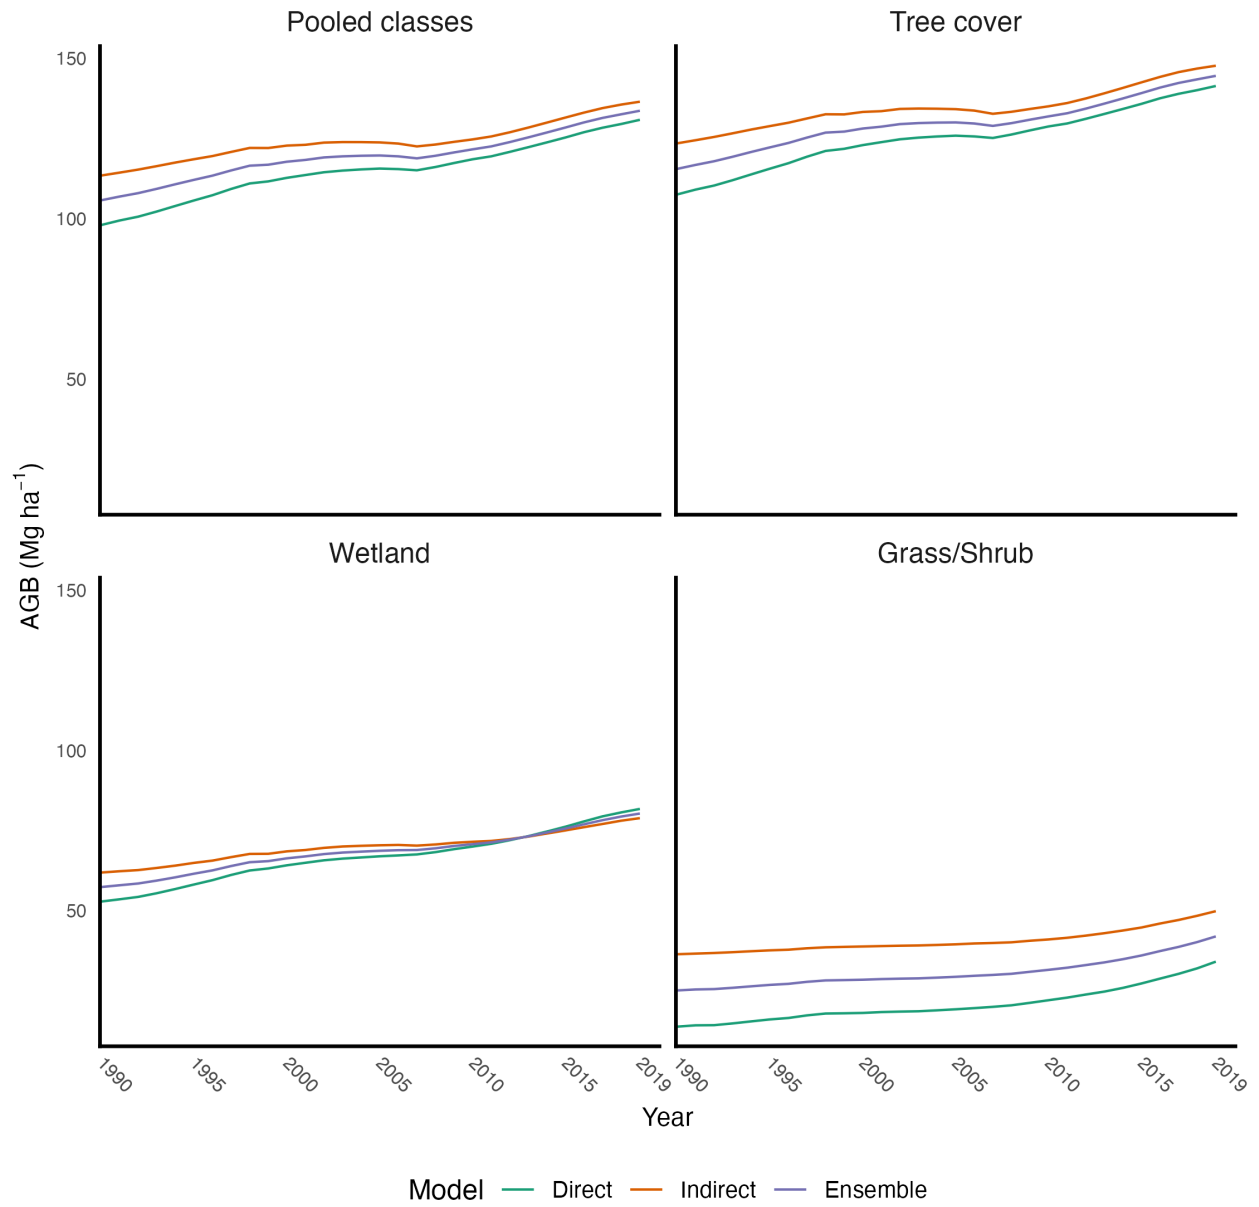 Pooled classes
Tree cover
150
100
50
AGB (Mg ha⁻¹)
Wetland
Grass/Shrub
150
100
50
1990 1995 2000 2005 2010 2015 2019 1990 1995 2000 2005 2010 2015 2019
Year
Model Direct Indirect Ensemble